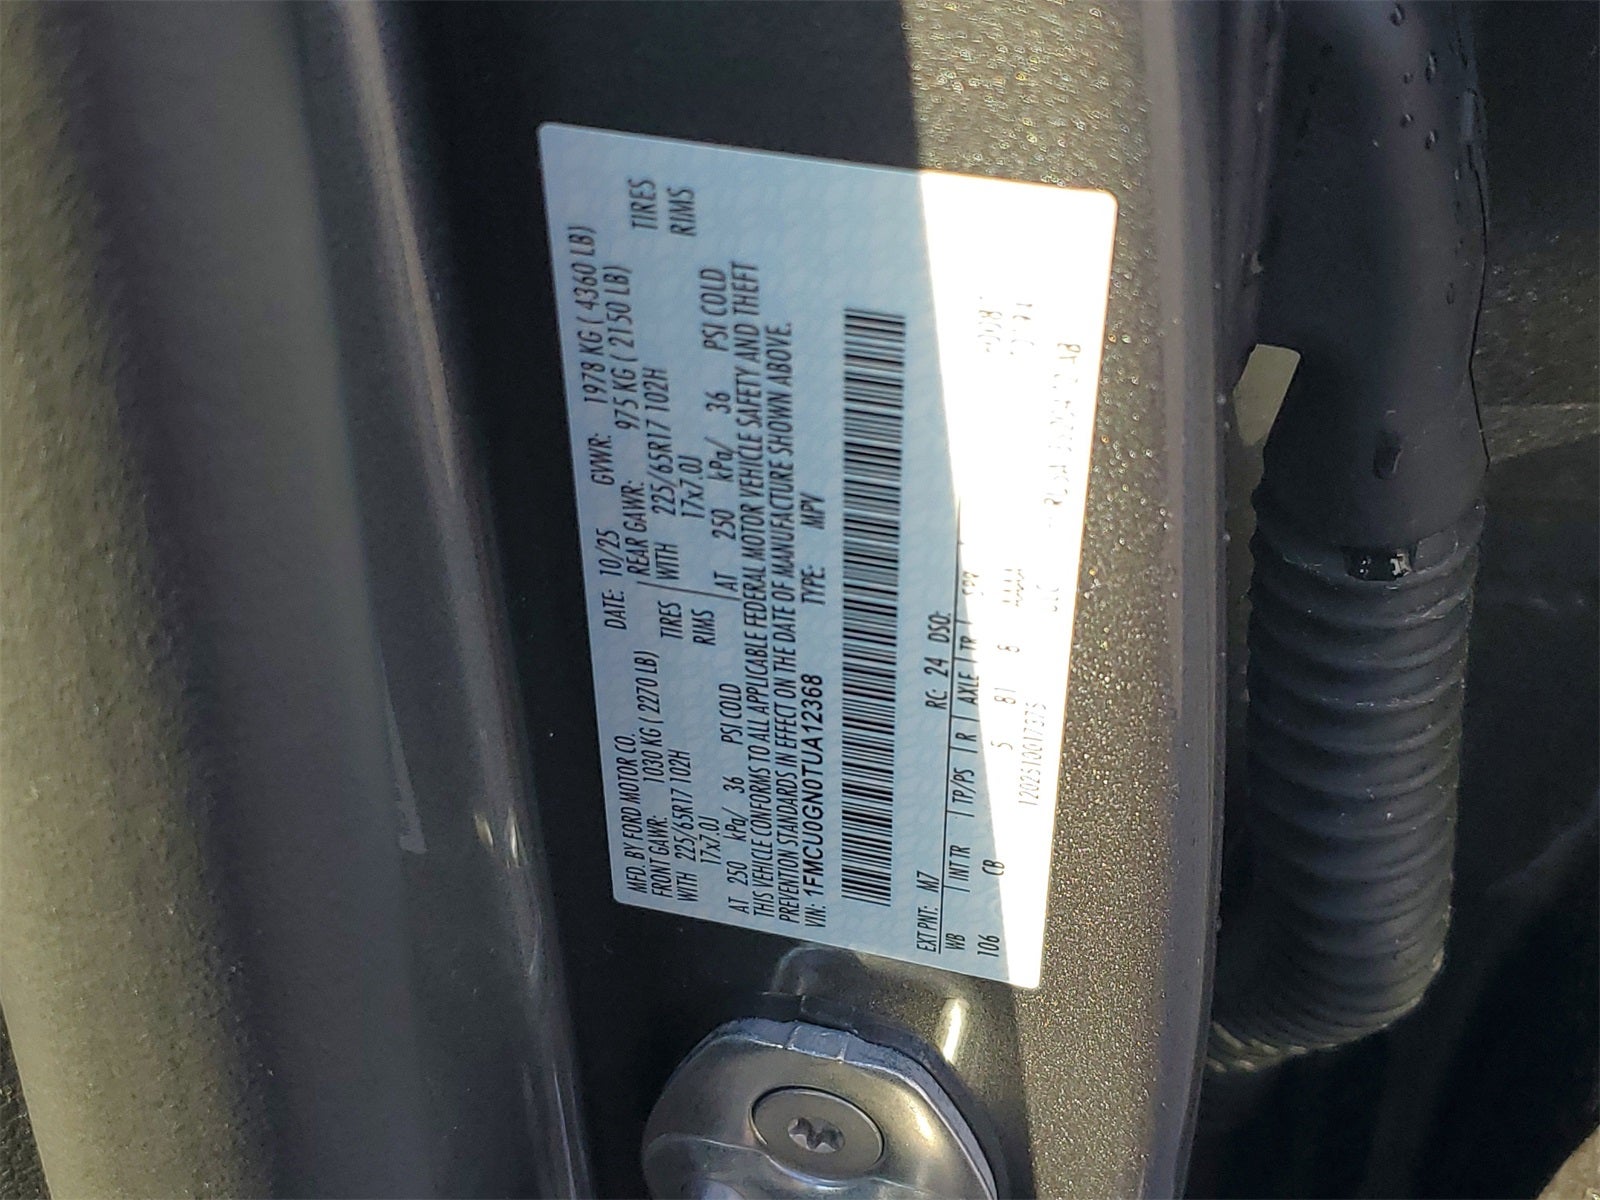 MFD. BY FORD MOTOR CO.
DATE: 10/25 GVWR: 1978 KG ( 4360 LB)
FRONT GAWR: 1030 KG ( 2270 LB) REAR GAWR: 975 KG ( 2150 LB)
WITH 225/65R17 102H TIRES WITH 225/65R17 102H TIRES
17x7.0J RIMS 17x7.0J RIMS
AT 250 kPa/ 36 PSI COLD AT 250 kPa/ 36 PSI COLD
THIS VEHICLE CONFORMS TO ALL APPLICABLE FEDERAL MOTOR VEHICLE SAFETY AND THEFT
PREVENTION STANDARDS IN EFFECT ON THE DATE OF MANUFACTURE SHOWN ABOVE.
VIN: 1FMCU0GN0TUA12368 TYPE: MPV
EXT PNT: M7 RC: 24 DSO:
WB | INT TR | TP/PS | R | AXLE | TR | SPR
106 CB 5 81 8 AAAA